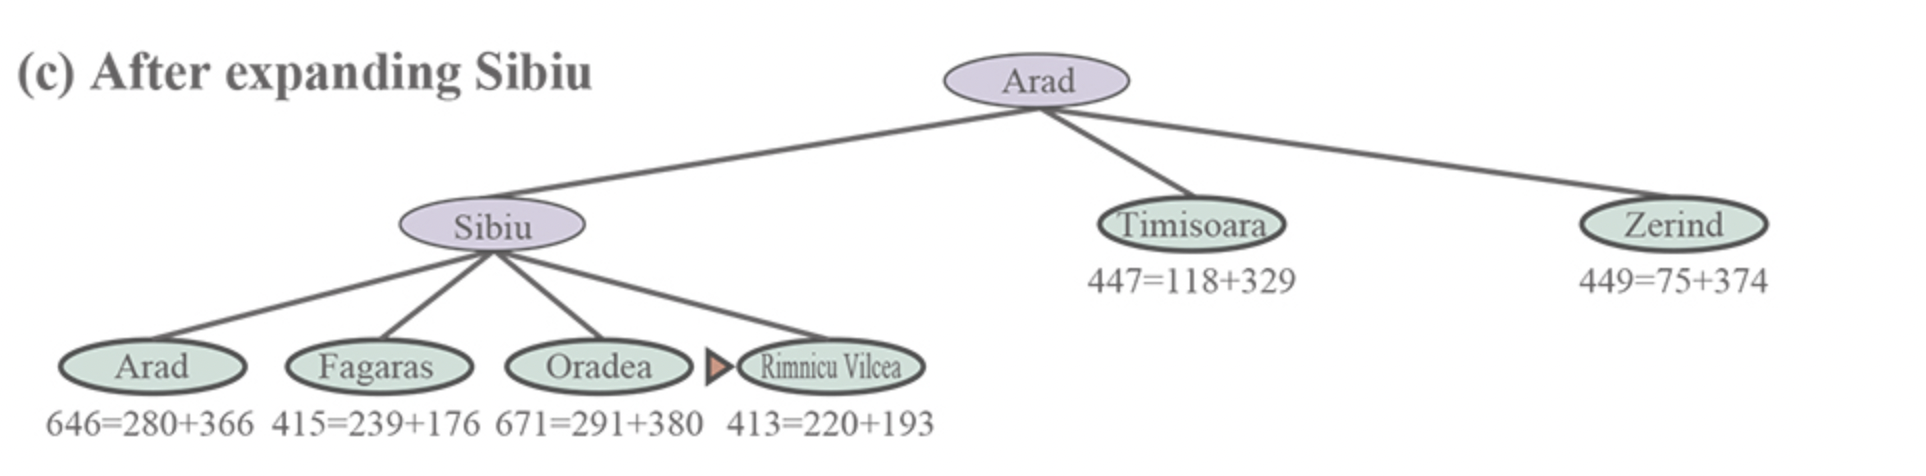 (c) After expanding Sibiu
Arad
Sibiu
Timisoara
Zerind
447=118+329
449=75+374
Arad
Fagaras
Oradea
Rimnicu Vilcea
646=280+366
415=239+176
671=291+380
413=220+193